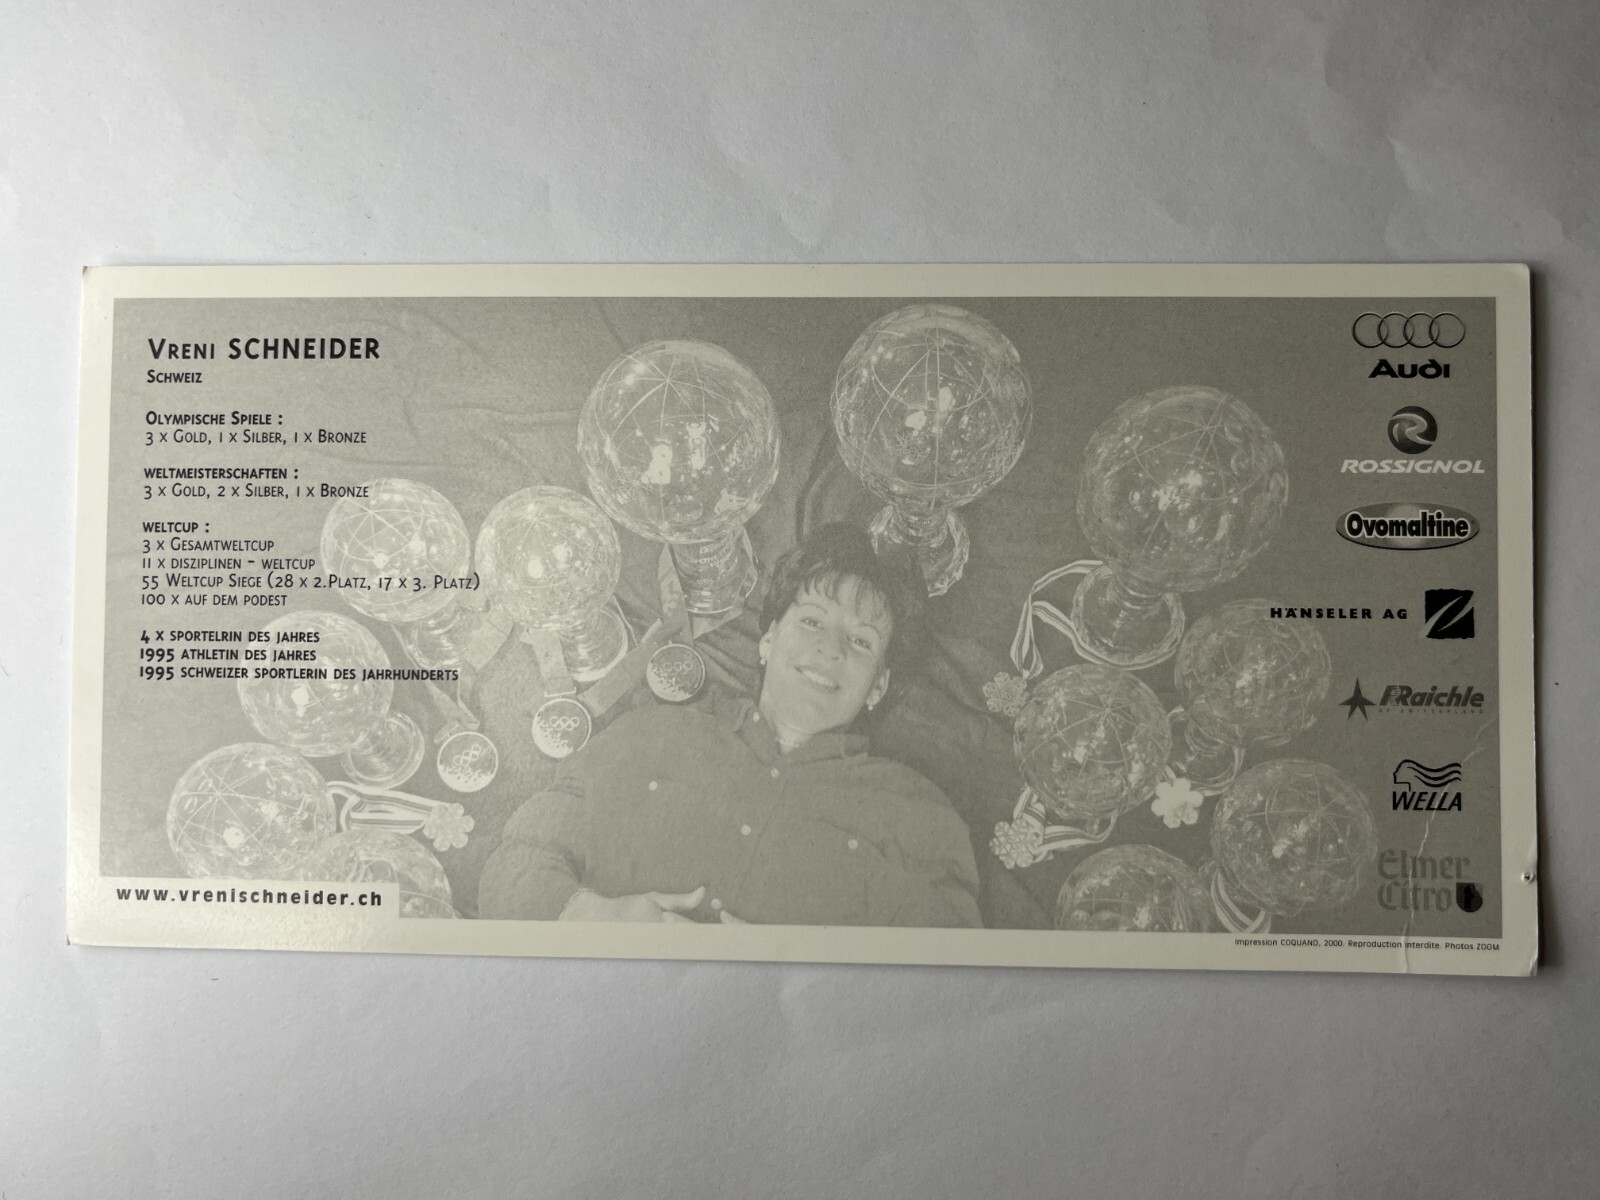 Vreni SCHNEIDER
Schweiz
Olympische Spiele :
3 x Gold, 1 x Silber, 1 x Bronze
weltmeisterschaften :
3 x Gold, 2 x Silber, 1 x Bronze
weltcup :
3 x Gesamtweltcup
11 x disziplinen - weltcup
55 Weltcup Siege (28 x 2.Platz, 17 x 3. Platz)
100 x auf dem podest
4 x sportelrin des jahres
1995 athletin des jahres
1995 schweizer sportlerin des jahrhunderts
www.vrenischneider.ch
Audi
ROSSIGNOL
Ovomaltine
HÄNSELER AG
Raichle
OF SWITZERLAND
WELLA
Elmer
Citro
Impression COQUAND, 2000. Reproduction interdite. Photos ZOOM